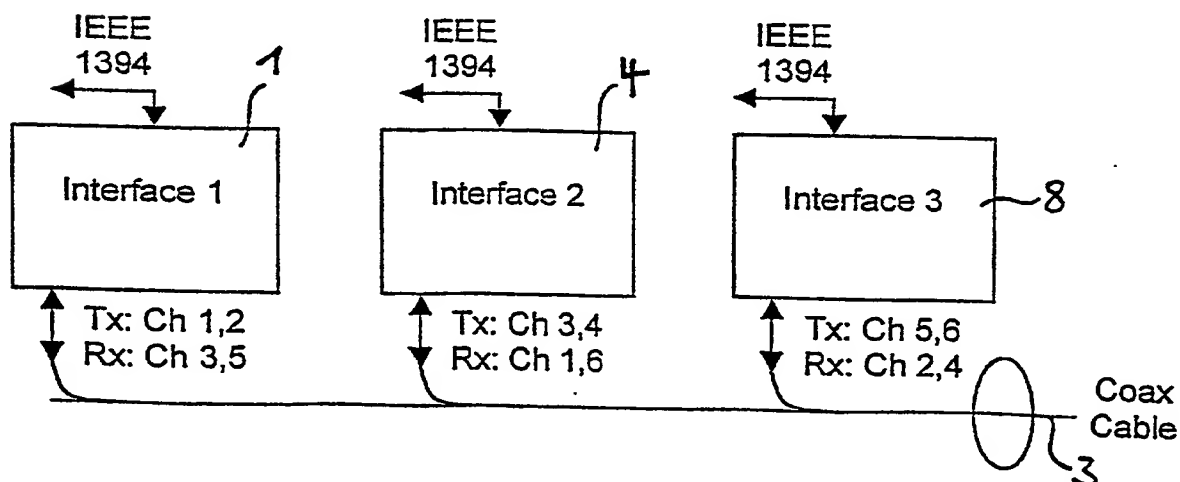 IEEE
1394
1
IEEE
1394
4
IEEE
1394
Interface 1
Interface 2
Interface 3
8
Tx: Ch 1,2
Rx: Ch 3,5
Tx: Ch 3,4
Rx: Ch 1,6
Tx: Ch 5,6
Rx: Ch 2,4
Coax
Cable
3